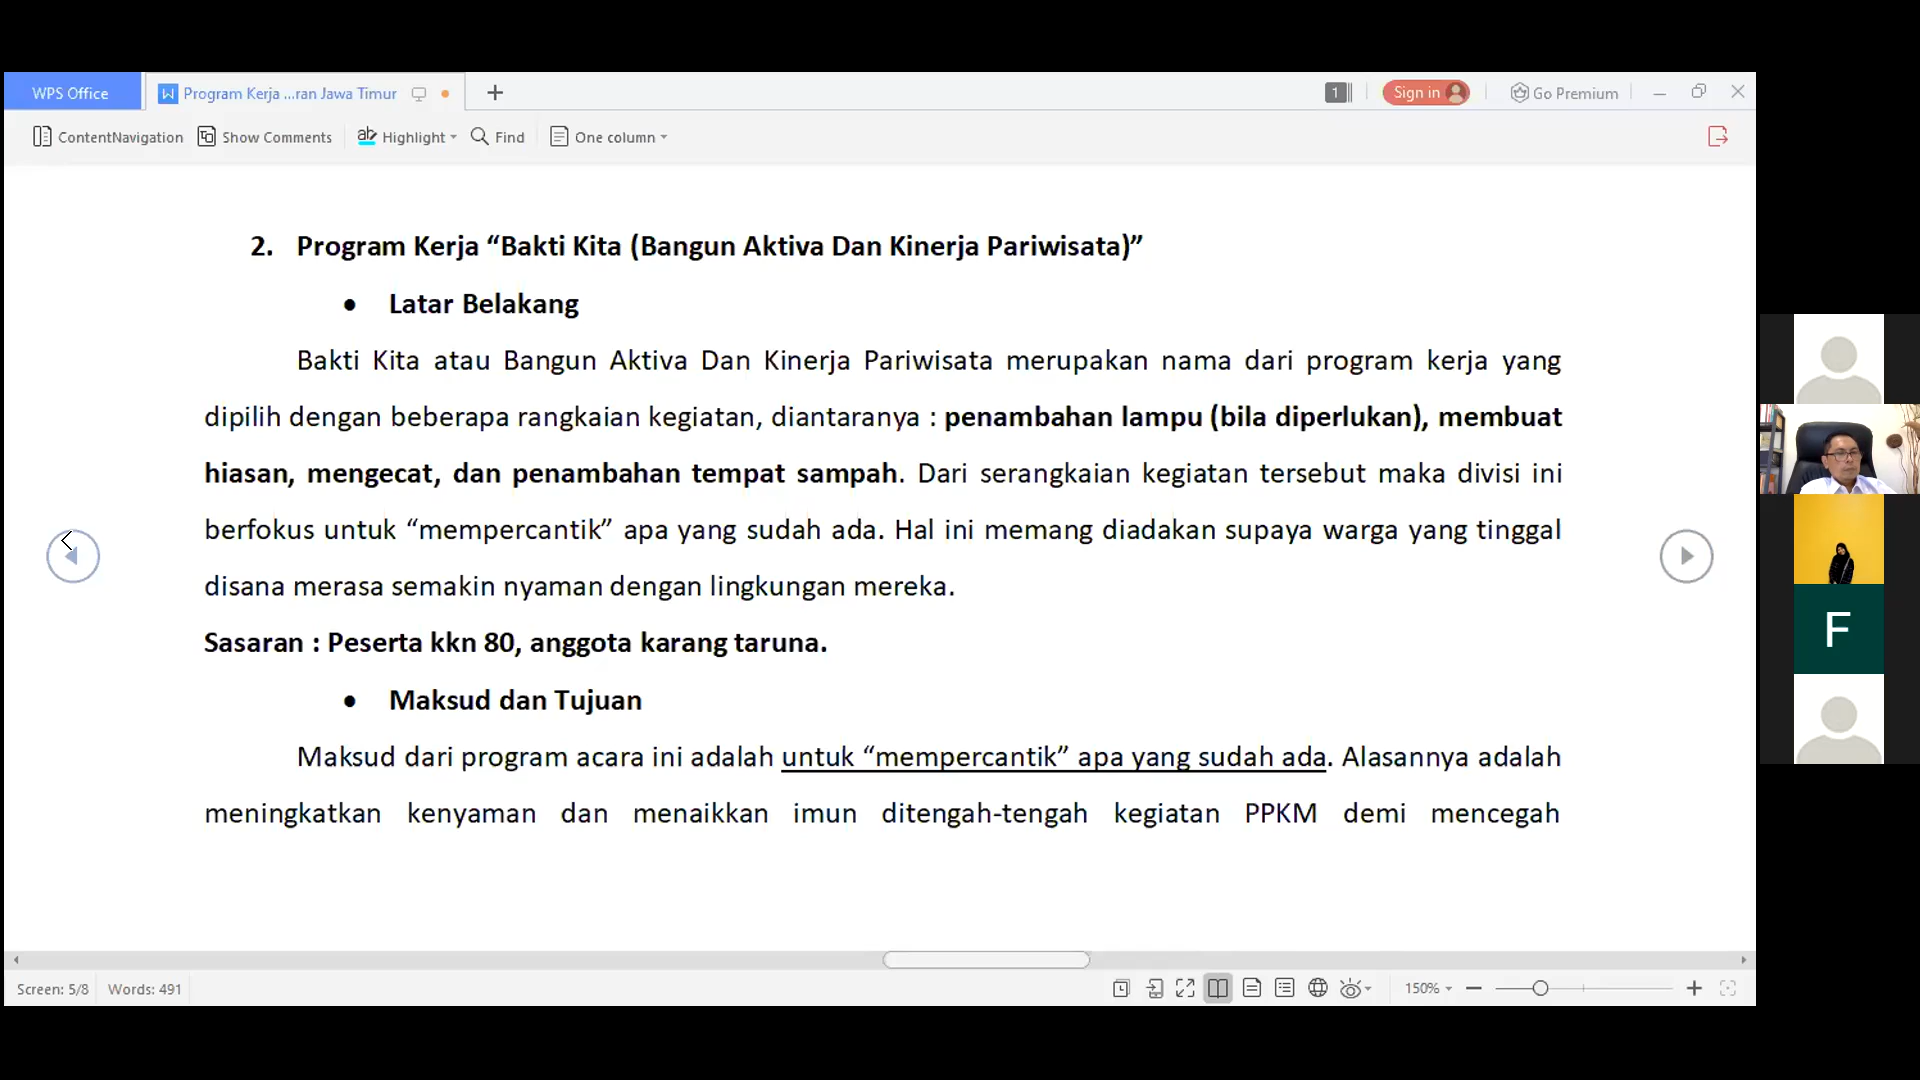 WPS Office
Program Kerja ...ran Jawa Timur
1
Sign in
Go Premium
ContentNavigation
Show Comments
Highlight
Find
One column
2. Program Kerja “Bakti Kita (Bangun Aktiva Dan Kinerja Pariwisata)”
• Latar Belakang
Bakti Kita atau Bangun Aktiva Dan Kinerja Pariwisata merupakan nama dari program kerja yang
dipilih dengan beberapa rangkaian kegiatan, diantaranya : penambahan lampu (bila diperlukan), membuat
hiasan, mengecat, dan penambahan tempat sampah. Dari serangkaian kegiatan tersebut maka divisi ini
berfokus untuk “mempercantik” apa yang sudah ada. Hal ini memang diadakan supaya warga yang tinggal
disana merasa semakin nyaman dengan lingkungan mereka.
Sasaran : Peserta kkn 80, anggota karang taruna.
• Maksud dan Tujuan
Maksud dari program acara ini adalah untuk “mempercantik” apa yang sudah ada. Alasannya adalah
meningkatkan kenyaman dan menaikkan imun ditengah-tengah kegiatan PPKM demi mencegah
F
Screen: 5/8
Words: 491
150%